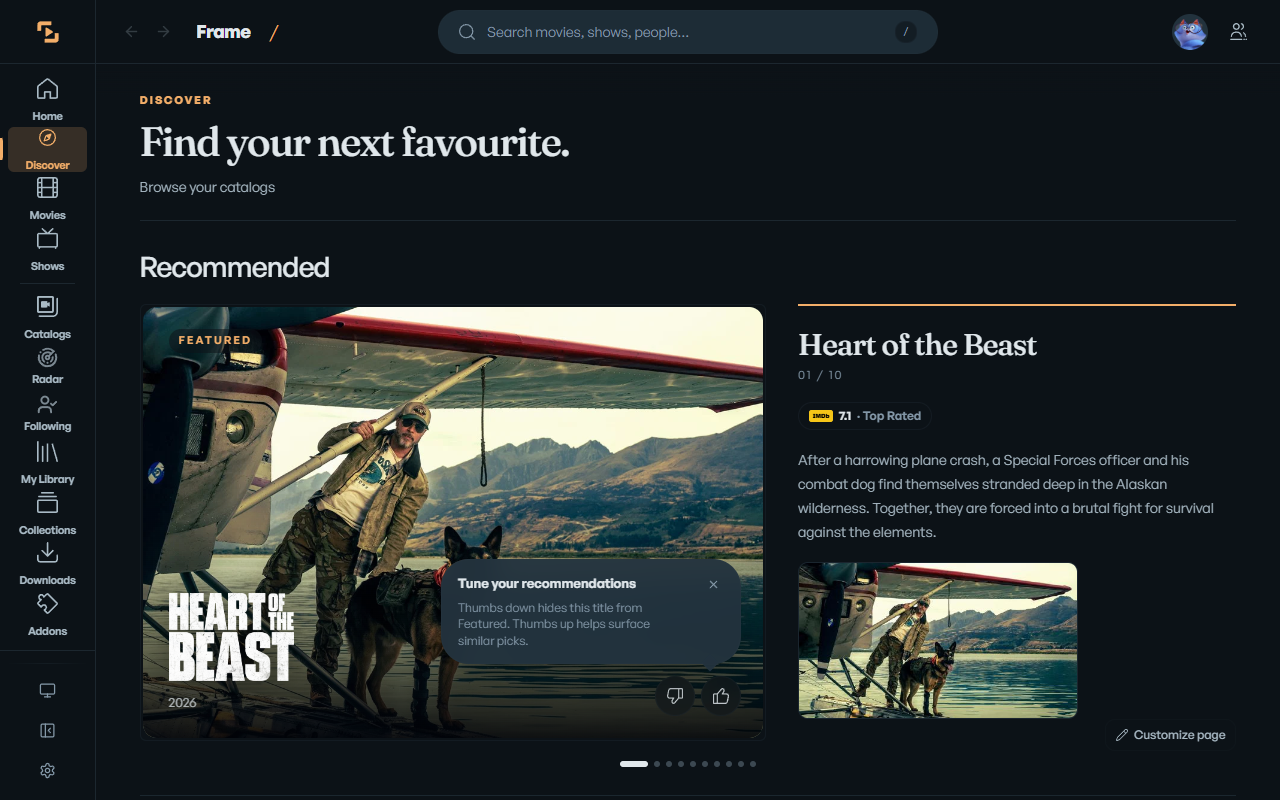 Frame /
Search movies, shows, people...
/
Home
Discover
Movies
Shows
Catalogs
Radar
Following
My Library
Collections
Downloads
Addons
DISCOVER
Find your next favourite.
Browse your catalogs
Recommended
FEATURED
HEART OF THE
BEAST
2026
Tune your recommendations
Thumbs down hides this title from
Featured. Thumbs up helps surface
similar picks.
Heart of the Beast
01 / 10
IMDb 7.1 · Top Rated
After a harrowing plane crash, a Special Forces officer and his
combat dog find themselves stranded deep in the Alaskan
wilderness. Together, they are forced into a brutal fight for survival
against the elements.
Customize page